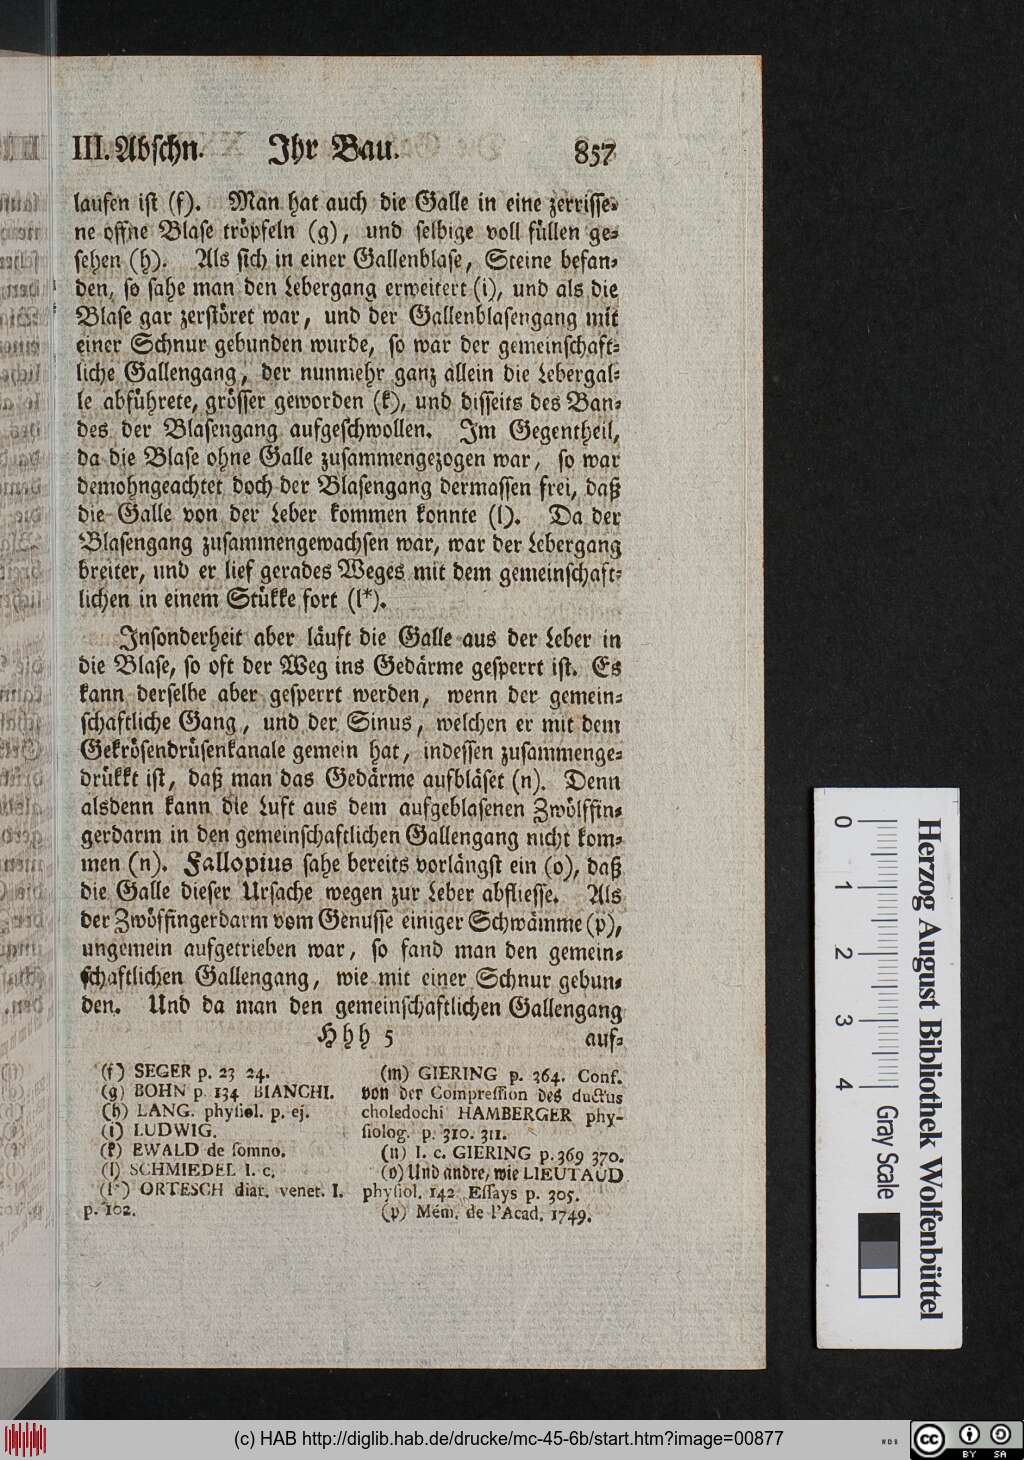 III. Abschn. Ihr Bau. 857
laufen ist (f). Man hat auch die Galle in eine zerrisse-
ne offne Blase tröpfeln (g), und selbige voll füllen ge-
sehen (h). Als sich in einer Gallenblase, Steine befan-
den, so sahe man den Lebergang erweitert (i), und als die
Blase gar zerstöret war, und der Gallenblasengang mit
einer Schnur gebunden wurde, so war der gemeinschaft-
liche Gallengang, der nunmehr ganz allein die Lebergal-
le abführete, grösser geworden (k), und disseits des Ban-
des der Blasengang aufgeschwollen. Im Gegentheil,
da die Blase ohne Galle zusammengezogen war, so war
demohngeachtet doch der Blasengang dermassen frei, daß
die Galle von der Leber kommen konnte (l). Da der
Blasengang zusammengewachsen war, war der Lebergang
breiter, und er lief gerades Weges mit dem gemeinschaft-
lichen in einem Stükke fort (l*).
Insonderheit aber läuft die Galle aus der Leber in
die Blase, so oft der Weg ins Gedärme gesperrt ist. Es
kann derselbe aber gesperrt werden, wenn der gemein-
schaftliche Gang, und der Sinus, welchen er mit dem
Gekrösendrüsenkanale gemein hat, indessen zusammenge-
drükkt ist, daß man das Gedärme aufbläset (n). Denn
alsdenn kann die Luft aus dem aufgeblasenen Zwölffin-
gerdarm in den gemeinschaftlichen Gallengang nicht kom-
men (n). Fallopius sahe bereits vorlängst ein (o), daß
die Galle dieser Ursache wegen zur Leber abfliesse. Als
der Zwölffingerdarm vom Genusse einiger Schwämme (p),
ungemein aufgetrieben war, so fand man den gemein-
schaftlichen Gallengang, wie mit einer Schnur gebun-
den. Und da man den gemeinschaftlichen Gallengang
Hhh 5 auf-
(f) SEGER p. 23 24.
(g) BOHN p. 134 BIANCHI.
(h) LANG. physiol. p. ej.
(i) LUDWIG.
(k) EWALD de somno.
(l) SCHMIEDEL l. c.
(l*) ORTESCH diar. venet. I.
p. 102.
(m) GIERING p. 364. Conf.
von der Compression des ductus
choledochi HAMBERGER phy-
siolog. p. 310. 311.
(n) l. c. GIERING p. 369 370.
(o) Und andre, wie LIEUTAUD
physiol. 142 Essays p. 305.
(p) Mém. de l'Acad. 1749.
0 1 2 3 4
Herzog August Bibliothek Wolfenbüttel
Gray Scale
(c) HAB http://diglib.hab.de/drucke/mc-45-6b/start.htm?image=00877
cc BY SA